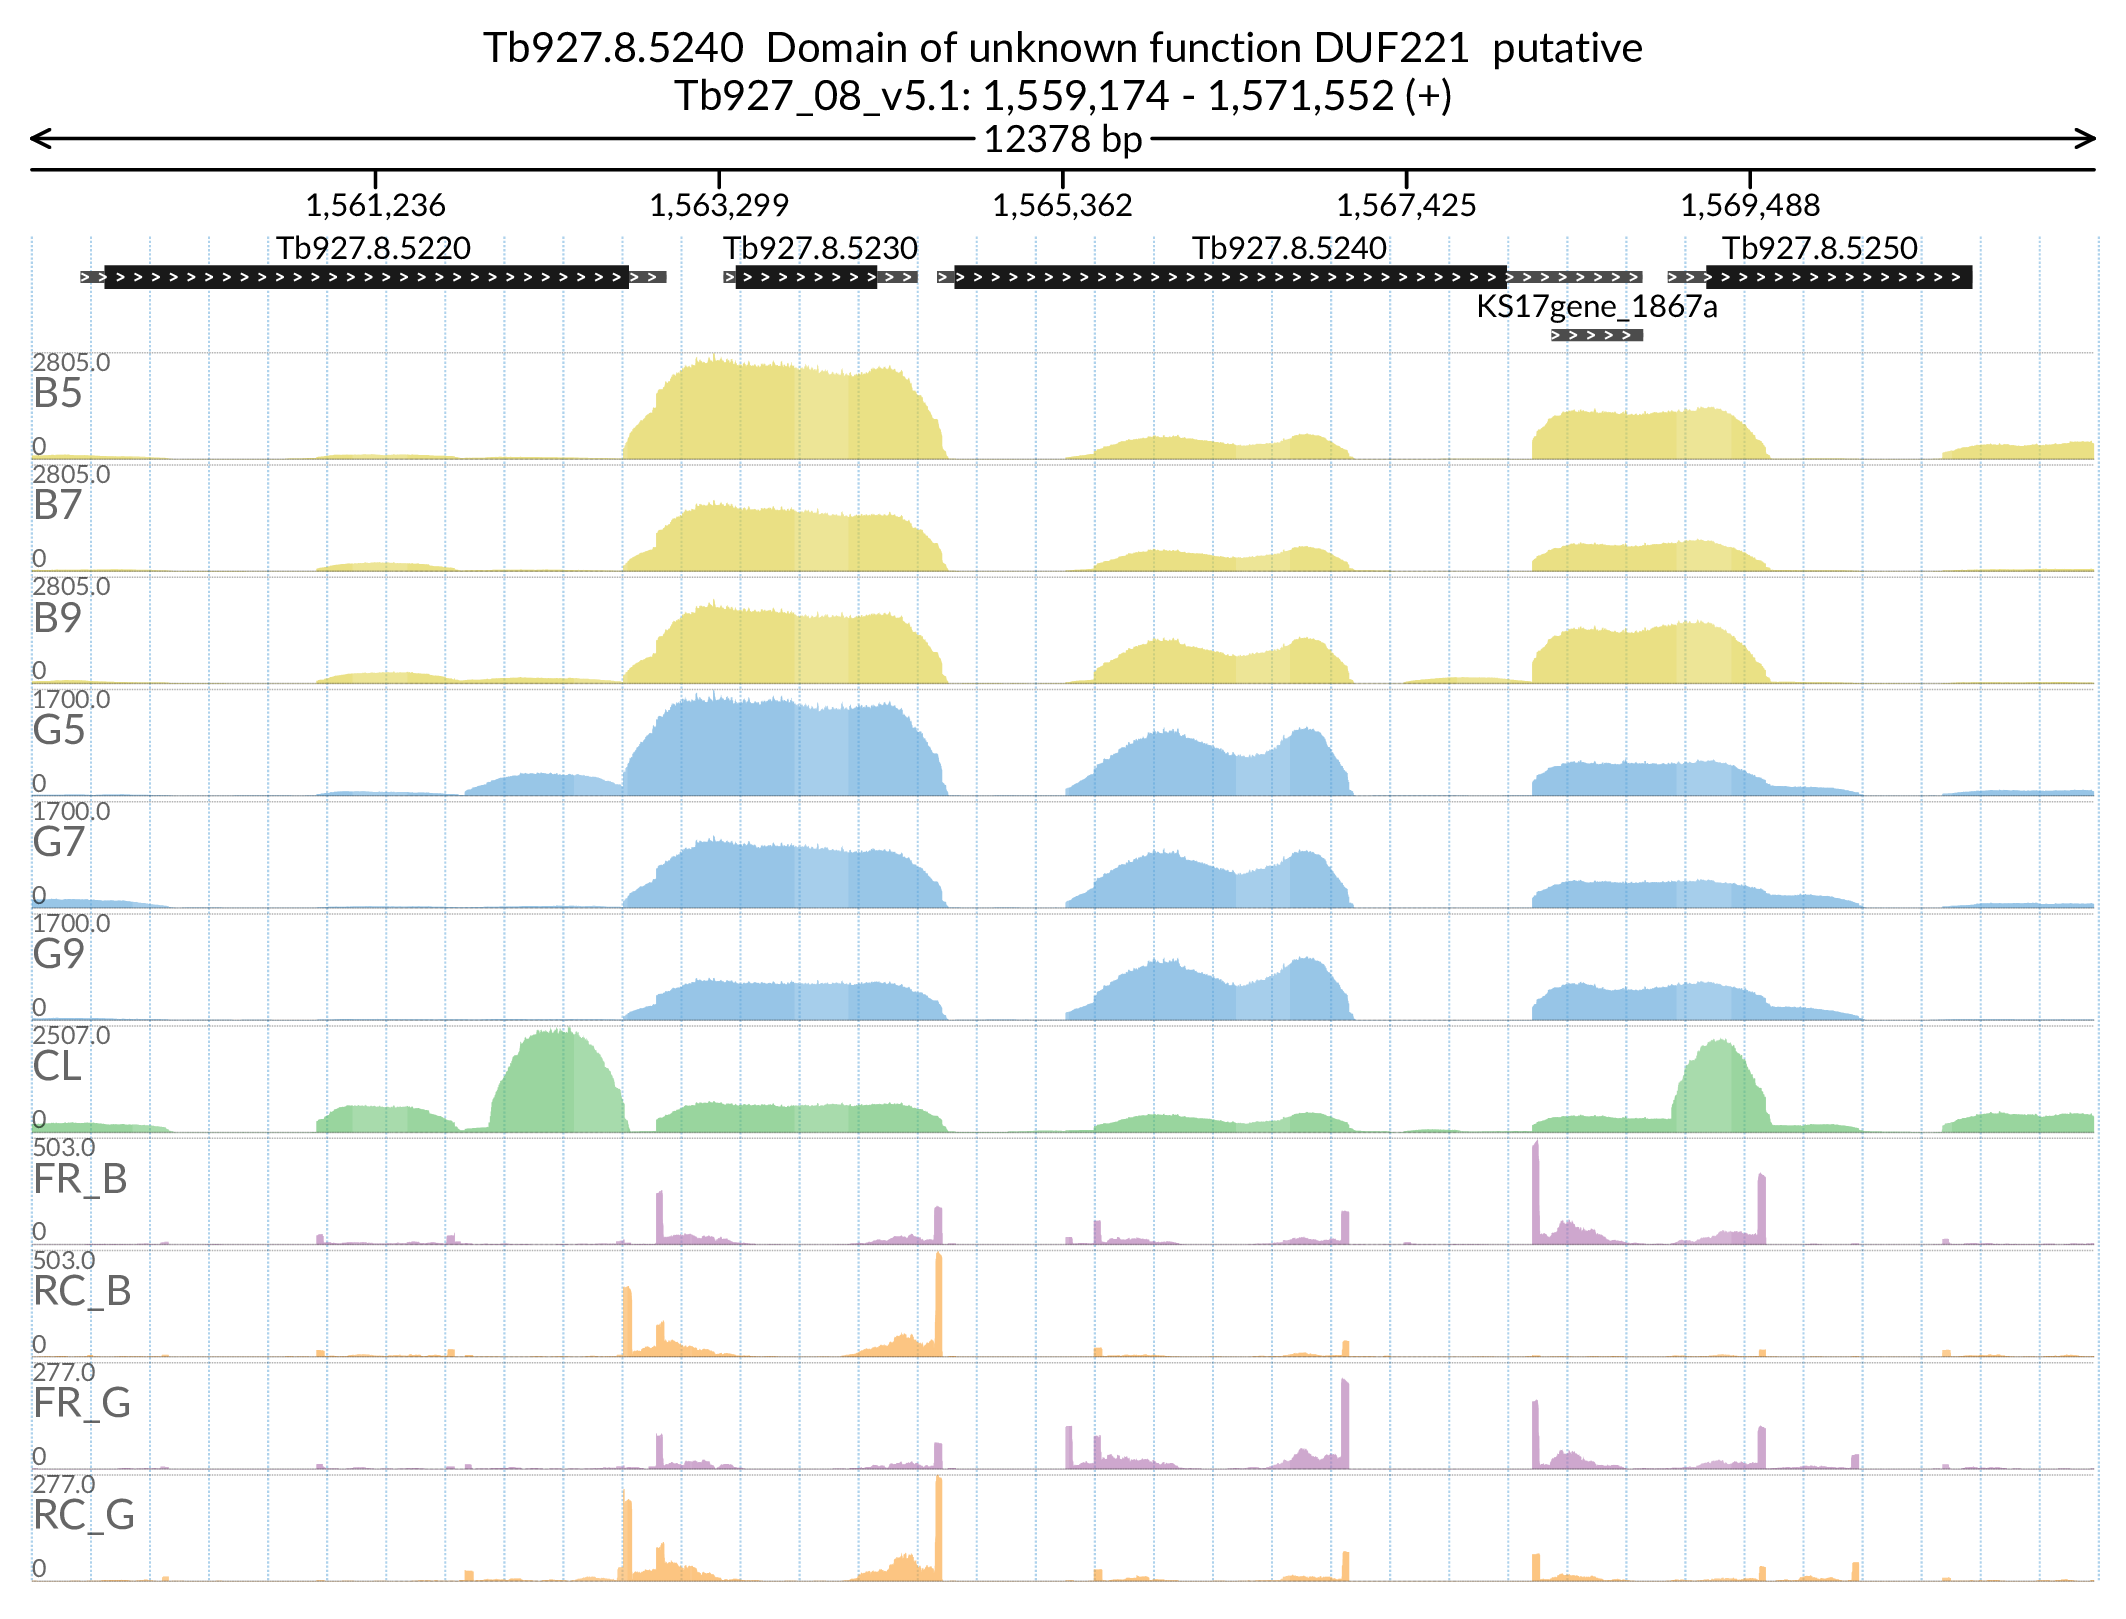 Tb927.8.5240  Domain of unknown function DUF221  putative
Tb927_08_v5.1: 1,559,174 - 1,571,552 (+)
12378 bp
1,561,236 1,563,299 1,565,362 1,567,425 1,569,488
Tb927.8.5220 Tb927.8.5230 Tb927.8.5240 Tb927.8.5250
KS17gene_1867a
2805.0
B5
0
2805.0
B7
0
2805.0
B9
0
1700.0
G5
0
1700.0
G7
0
1700.0
G9
0
2507.0
CL
0
503.0
FR_B
0
503.0
RC_B
0
277.0
FR_G
0
277.0
RC_G
0